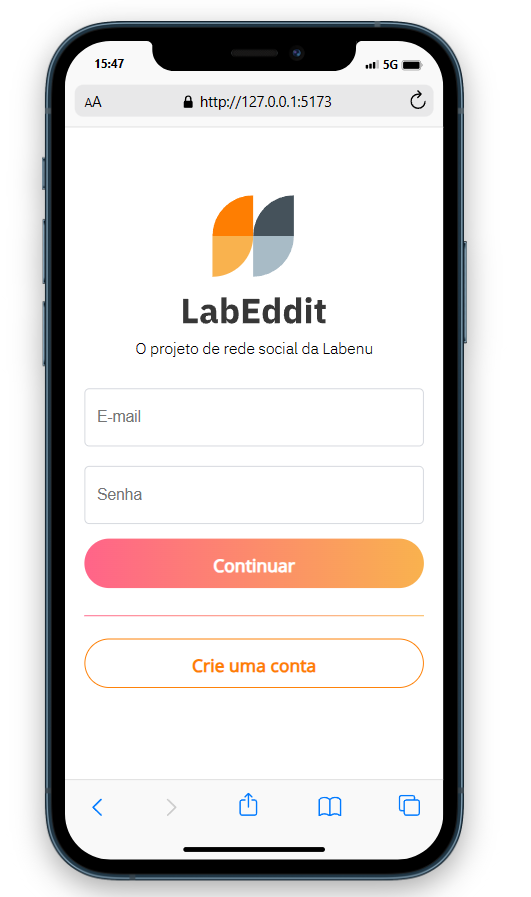 15:47
5G
AA
http://127.0.0.1:5173
LabEddit
O projeto de rede social da Labenu
E-mail
Senha
Continuar
Crie uma conta